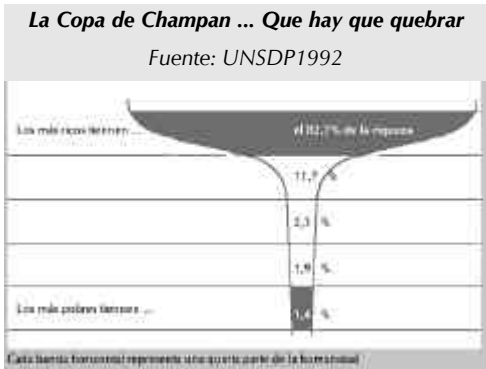 La Copa de Champan ... Que hay que quebrar
Fuente: UNSDP1992
Los más ricos tienen ... el 82,7% de la riqueza
11,7 %
2,3 %
1,9 %
Los más pobres tienen ... 1,4 %
Cada banda horizontal representa una quinta parte de la humanidad